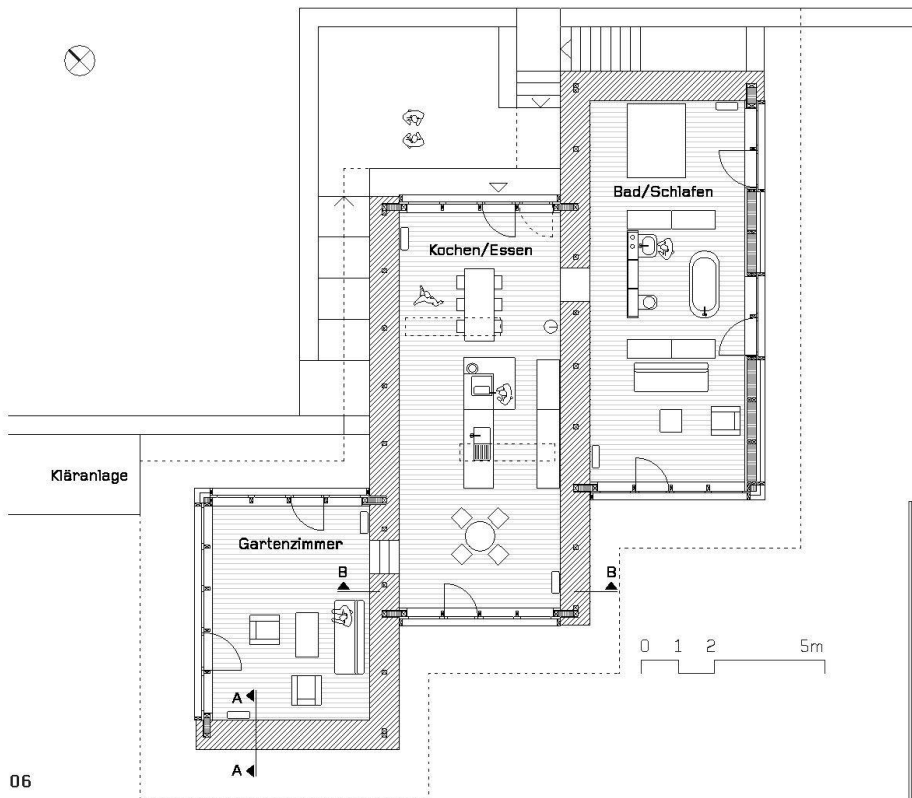 Bad/Schlafen
Kochen/Essen
Kläranlage
Gartenzimmer
B
B
0 1 2 5m
A
A
06